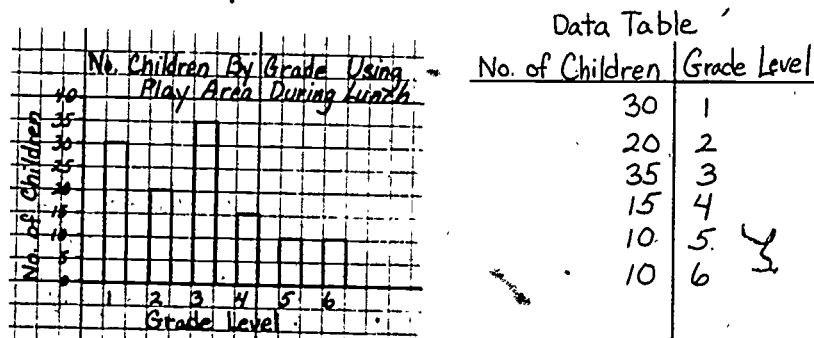 No. Children By Grade Using
Play Area During Lunch
No. of Children
40
35
30
25
20
15
10
5
0
1 2 3 4 5 6
Grade Level
Data Table
No. of Children Grade Level
30 1
20 2
35 3
15 4
10 5
10 6